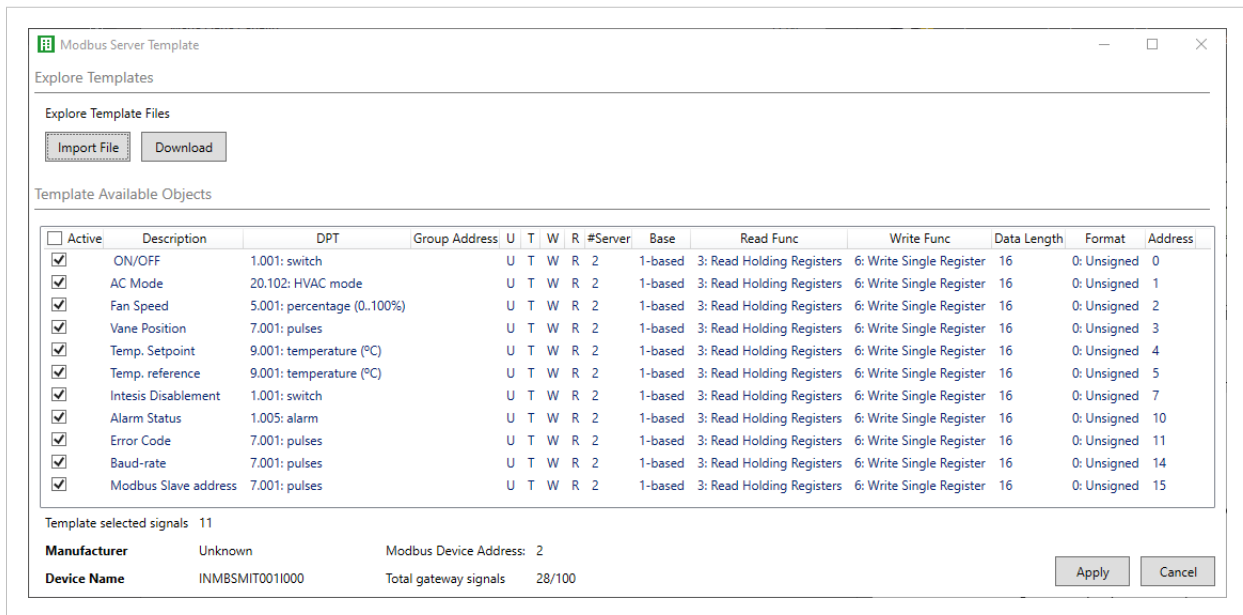 Modbus Server Template
Explore Templates
Explore Template Files
Import File Download
Template Available Objects
Active Description DPT Group Address U T W R #Server Base Read Func Write Func Data Length Format Address
ON/OFF 1.001: switch U T W R 2 1-based 3: Read Holding Registers 6: Write Single Register 16 0: Unsigned 0
AC Mode 20.102: HVAC mode U T W R 2 1-based 3: Read Holding Registers 6: Write Single Register 16 0: Unsigned 1
Fan Speed 5.001: percentage (0..100%) U T W R 2 1-based 3: Read Holding Registers 6: Write Single Register 16 0: Unsigned 2
Vane Position 7.001: pulses U T W R 2 1-based 3: Read Holding Registers 6: Write Single Register 16 0: Unsigned 3
Temp. Setpoint 9.001: temperature (ºC) U T W R 2 1-based 3: Read Holding Registers 6: Write Single Register 16 0: Unsigned 4
Temp. reference 9.001: temperature (ºC) U T W R 2 1-based 3: Read Holding Registers 6: Write Single Register 16 0: Unsigned 5
Intesis Disablement 1.001: switch U T W R 2 1-based 3: Read Holding Registers 6: Write Single Register 16 0: Unsigned 7
Alarm Status 1.005: alarm U T W R 2 1-based 3: Read Holding Registers 6: Write Single Register 16 0: Unsigned 10
Error Code 7.001: pulses U T W R 2 1-based 3: Read Holding Registers 6: Write Single Register 16 0: Unsigned 11
Baud-rate 7.001: pulses U T W R 2 1-based 3: Read Holding Registers 6: Write Single Register 16 0: Unsigned 14
Modbus Slave address 7.001: pulses U T W R 2 1-based 3: Read Holding Registers 6: Write Single Register 16 0: Unsigned 15
Template selected signals 11
Manufacturer Unknown Modbus Device Address: 2
Device Name INMBSMIT001I000 Total gateway signals 28/100
Apply Cancel